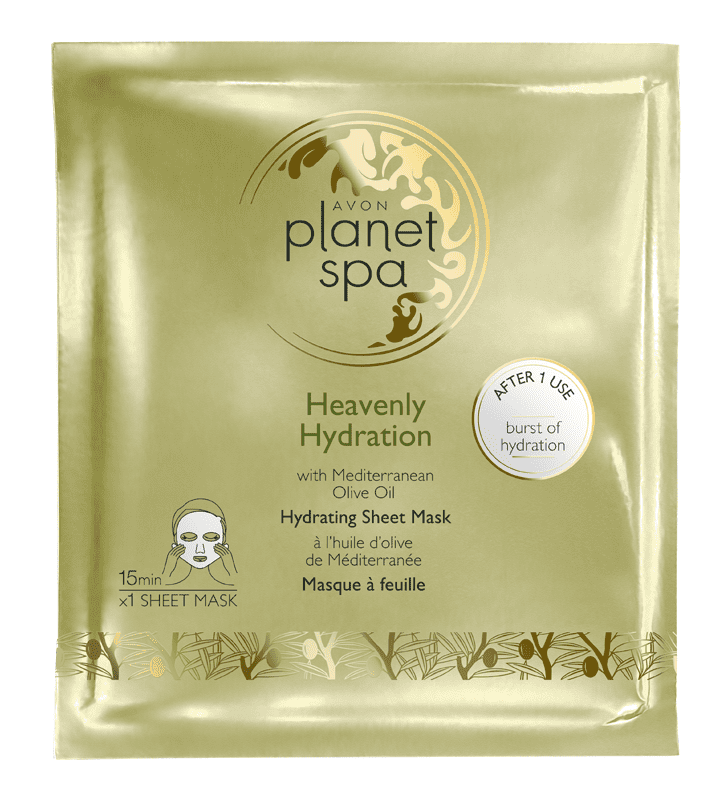 AVON
planet
spa
Heavenly
Hydration
AFTER 1 USE
burst of
hydration
with Mediterranean
Olive Oil
Hydrating Sheet Mask
à l'huile d'olive
de Méditerranée
Masque à feuille
15min
x1 SHEET MASK